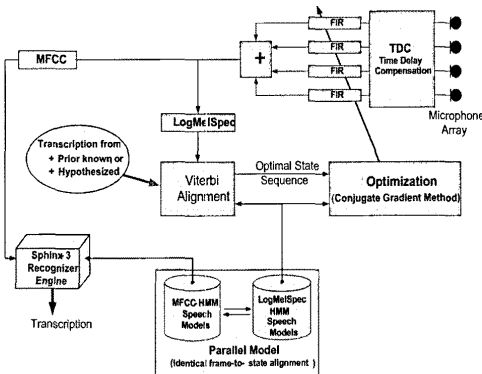 FIR
FIR
FIR
FIR
TDC
Time Delay
Compensation
Microphone
Array
+
MFCC
LogMelSpec
Transcription from
+ Prior known or
+ Hypothesized
Viterbi
Alignment
Optimal State
Sequence
Optimization
(Conjugate Gradient Method)
Sphinx 3
Recognizer
Engine
Transcription
MFCC HMM
Speech
Models
LogMelSpec
HMM
Speech
Models
Parallel Model
(Identical frame-to- state alignment )